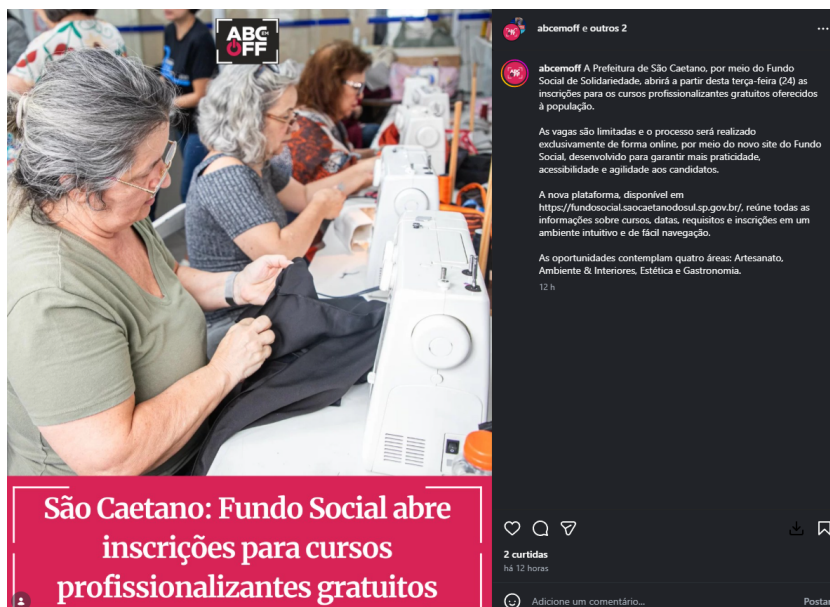 ABC EM
OFF
São Caetano: Fundo Social abre
inscrições para cursos
profissionalizantes gratuitos
abcemoff e outros 2
abcemoff A Prefeitura de São Caetano, por meio do Fundo
Social de Solidariedade, abrirá a partir desta terça-feira (24) as
inscrições para os cursos profissionalizantes gratuitos oferecidos
à população.
As vagas são limitadas e o processo será realizado
exclusivamente de forma online, por meio do novo site do Fundo
Social, desenvolvido para garantir mais praticidade,
acessibilidade e agilidade aos candidatos.
A nova plataforma, disponível em
https://fundosocial.saocaetanodosul.sp.gov.br/, reúne todas as
informações sobre cursos, datas, requisitos e inscrições em um
ambiente intuitivo e de fácil navegação.
As oportunidades contemplam quatro áreas: Artesanato,
Ambiente & Interiores, Estética e Gastronomia.
12 h
2 curtidas
há 12 horas
Adicione um comentário...
Postar